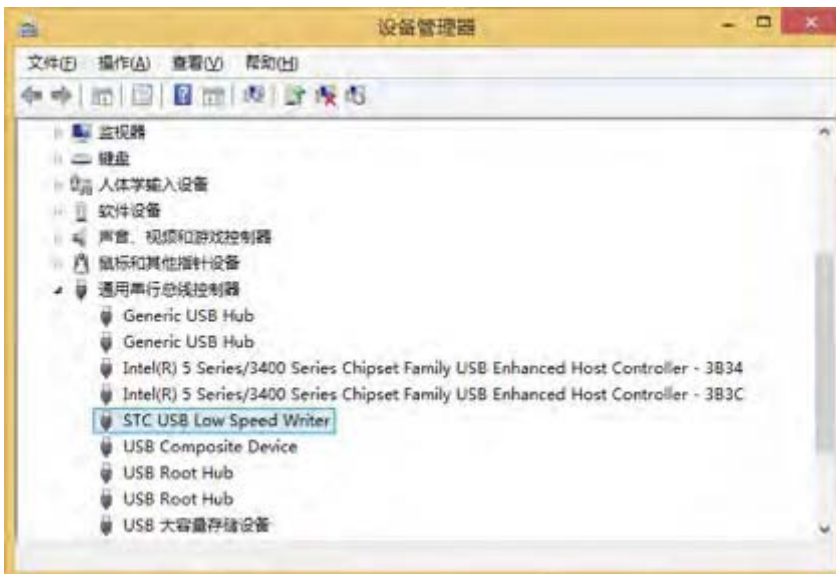 设备管理器
文件(F) 操作(A) 查看(V) 帮助(H)
监视器
键盘
人体学输入设备
软件设备
声音、视频和游戏控制器
鼠标和其他指针设备
通用串行总线控制器
Generic USB Hub
Generic USB Hub
Intel(R) 5 Series/3400 Series Chipset Family USB Enhanced Host Controller - 3B34
Intel(R) 5 Series/3400 Series Chipset Family USB Enhanced Host Controller - 3B3C
STC USB Low Speed Writer
USB Composite Device
USB Root Hub
USB Root Hub
USB 大容量存储设备